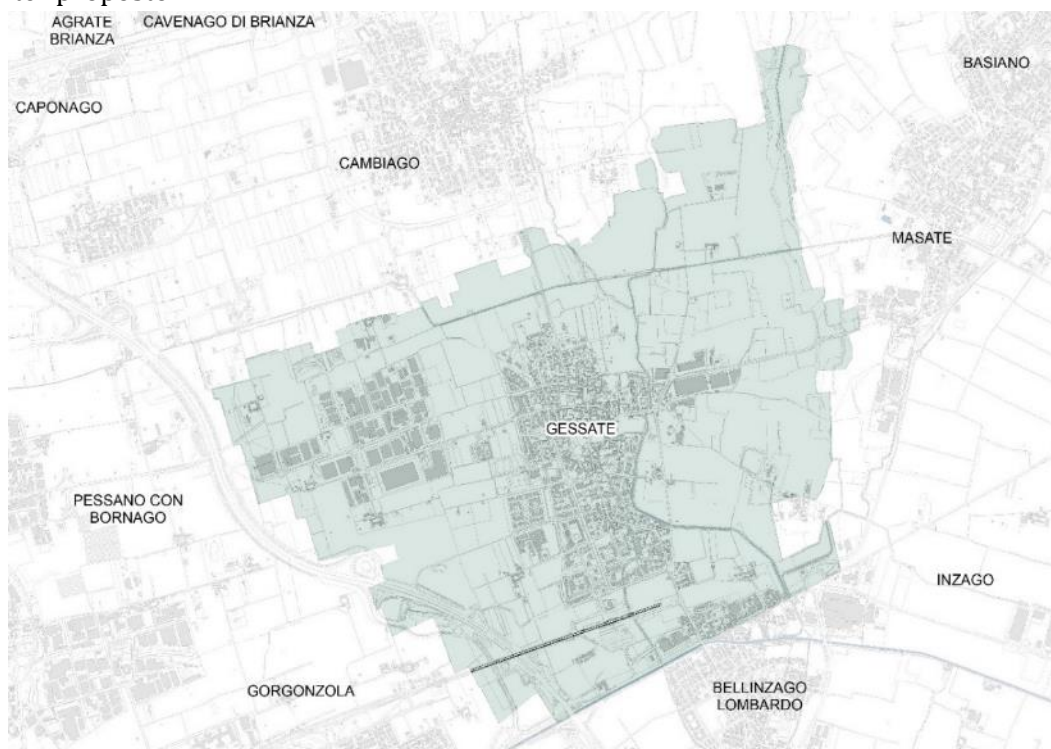 AGRATE
BRIANZA
CAVENAGO DI BRIANZA
BASIANO
CAPONAGO
CAMBIAGO
MASATE
GESSATE
PESSANO CON
BORNAGO
INZAGO
GORGONZOLA
BELLINZAGO
LOMBARDO